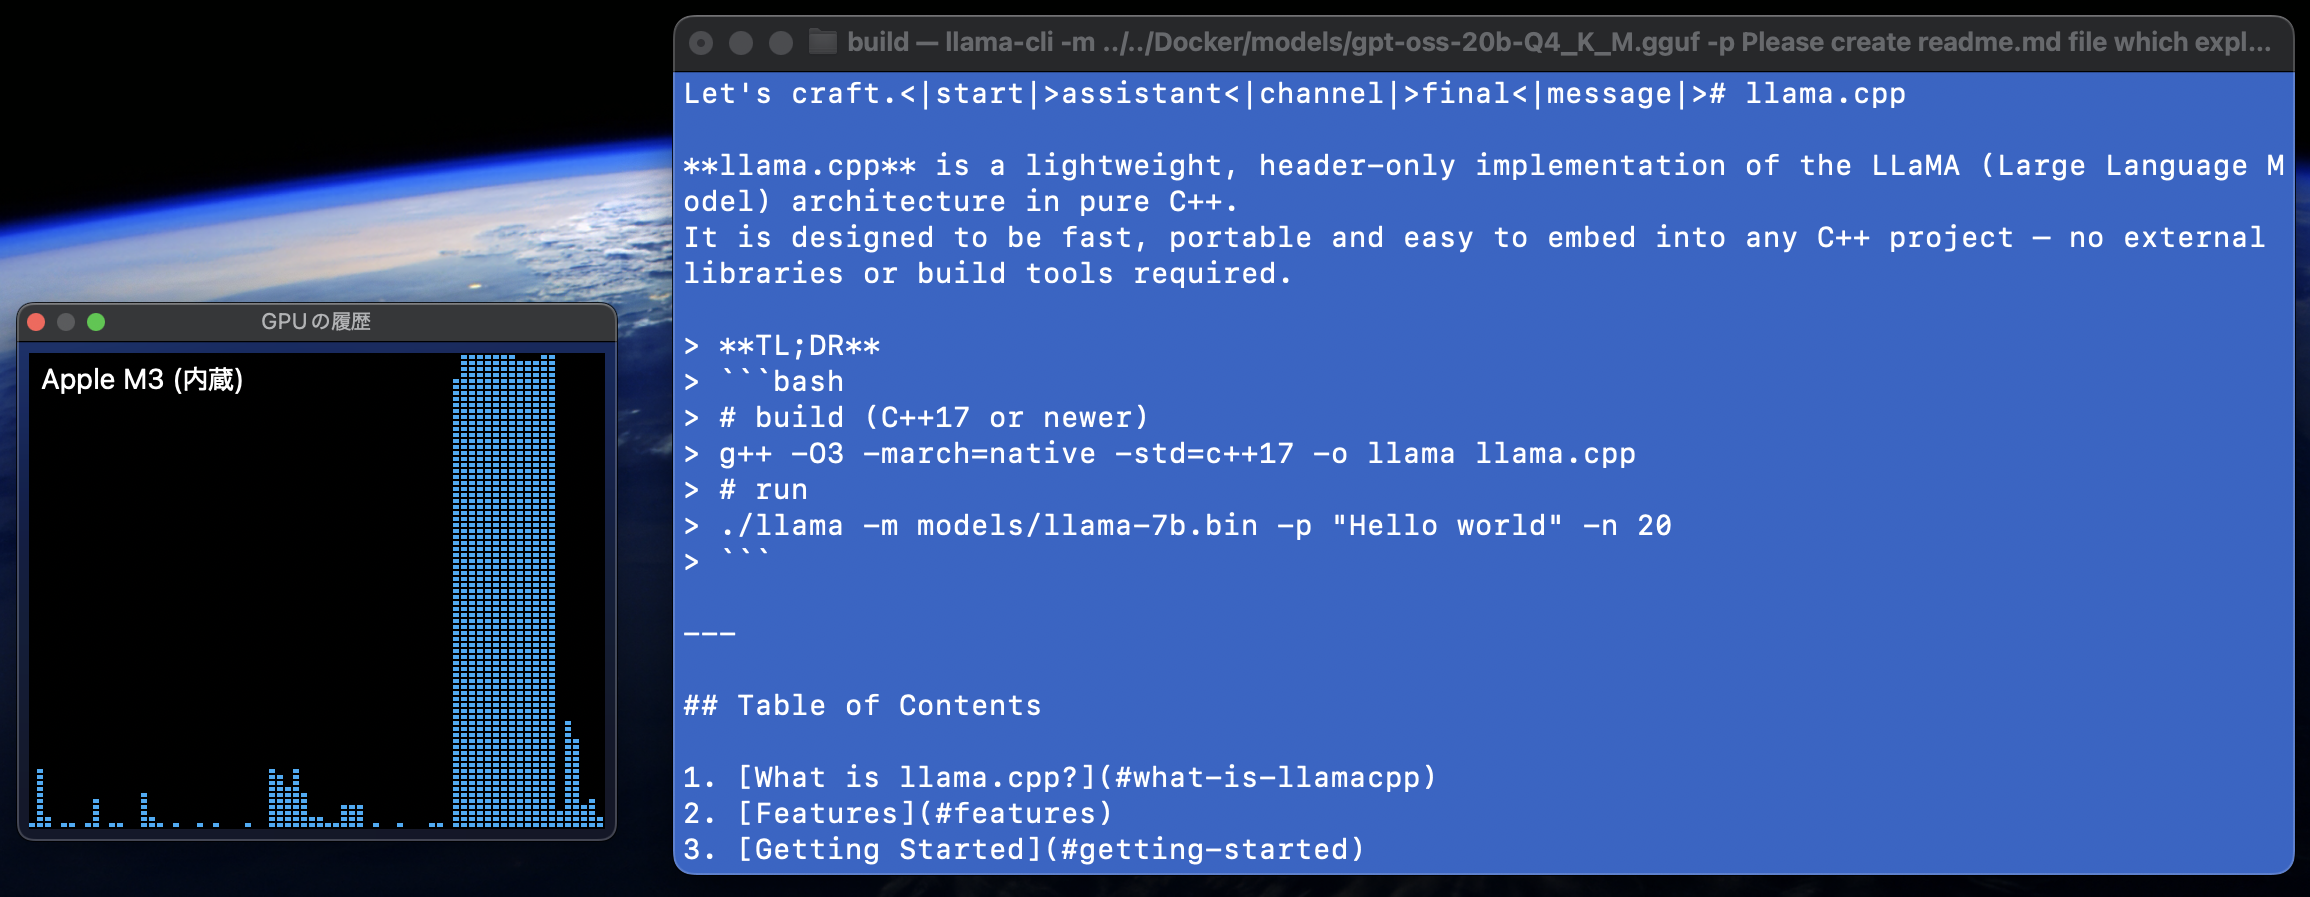 build — llama-cli -m ../../Docker/models/gpt-oss-20b-Q4_K_M.gguf -p Please create readme.md file which expl...
Let's craft.<|start|>assistant<|channel|>final<|message|># llama.cpp
**llama.cpp** is a lightweight, header-only implementation of the LLaMA (Large Language M
odel) architecture in pure C++.
It is designed to be fast, portable and easy to embed into any C++ project – no external
libraries or build tools required.
> **TL;DR**
> ```bash
> # build (C++17 or newer)
> g++ -O3 -march=native -std=c++17 -o llama llama.cpp
> # run
> ./llama -m models/llama-7b.bin -p "Hello world" -n 20
> ```
---
## Table of Contents
1. [What is llama.cpp?](#what-is-llamacpp)
2. [Features](#features)
3. [Getting Started](#getting-started)
GPUの履歴
Apple M3 (内蔵)